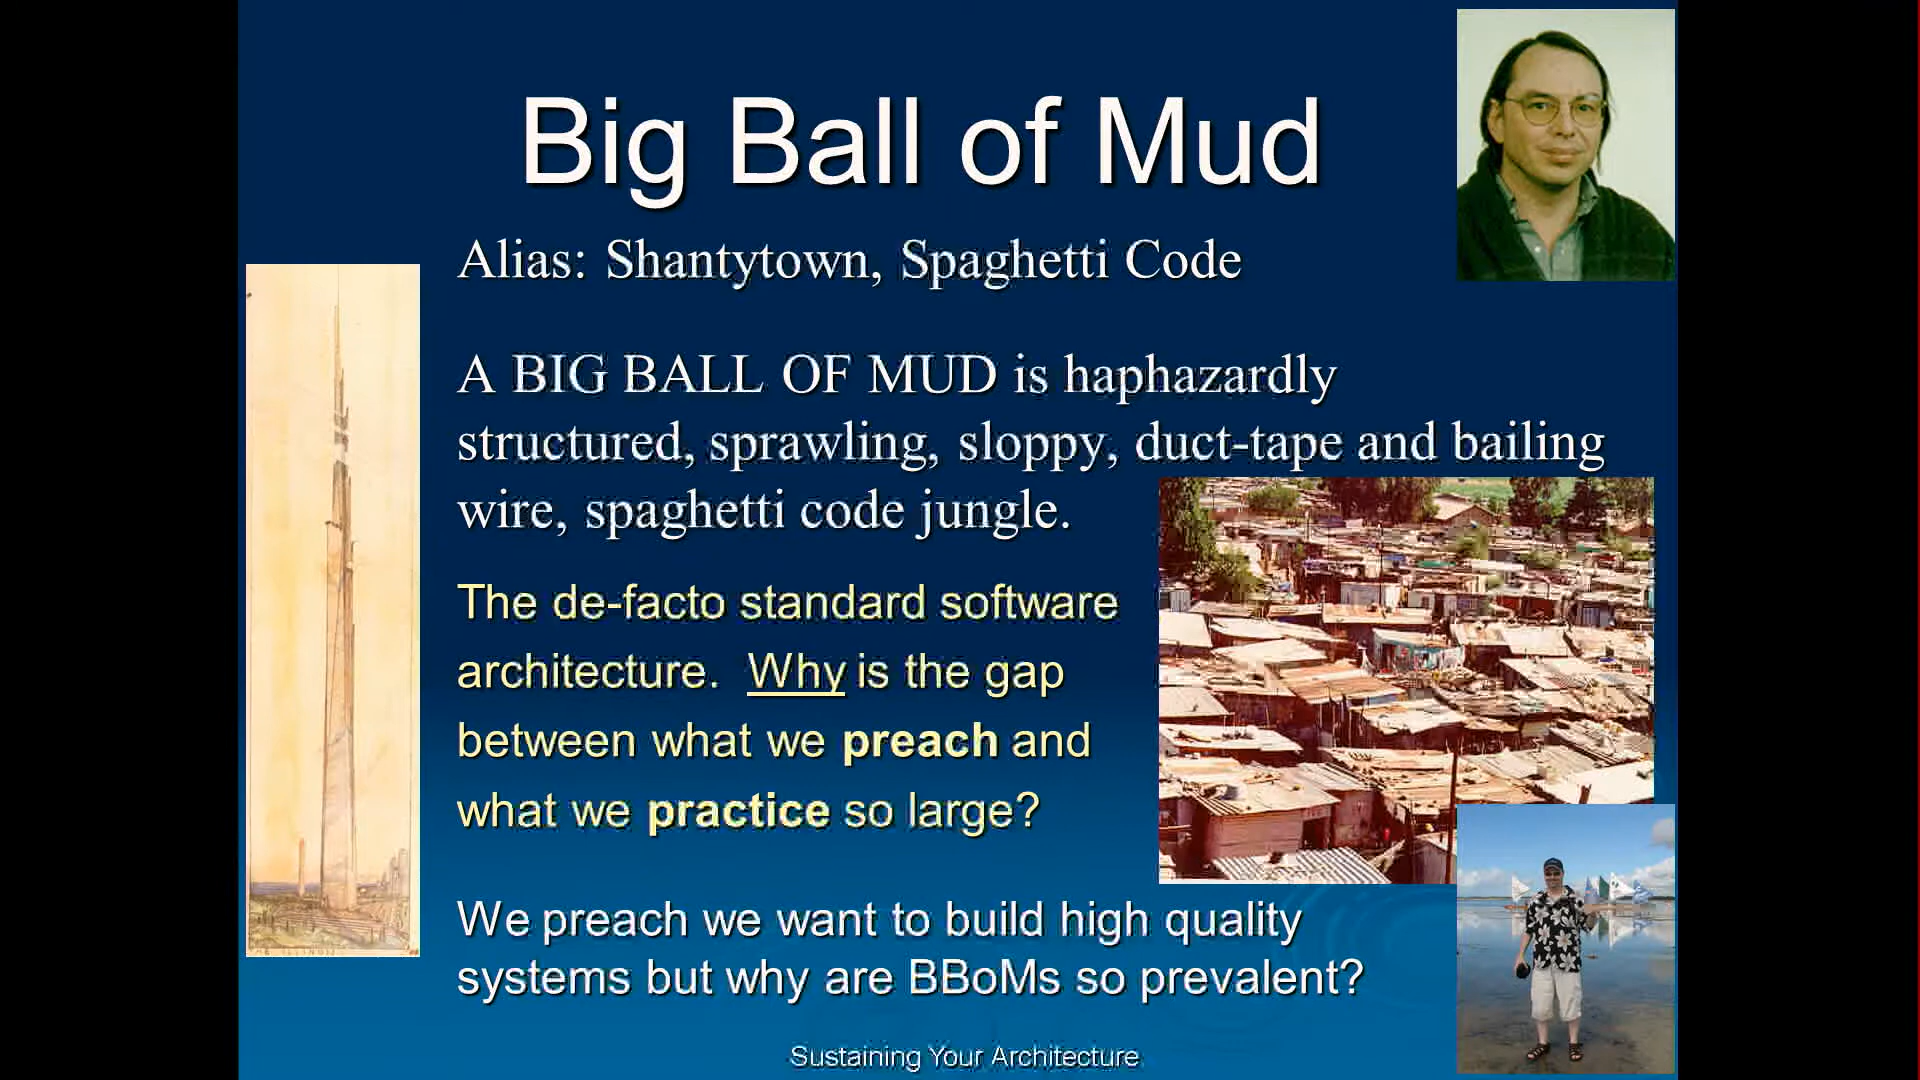 Big Ball of Mud
Alias: Shantytown, Spaghetti Code
A BIG BALL OF MUD is haphazardly
structured, sprawling, sloppy, duct-tape and bailing
wire, spaghetti code jungle.
The de-facto standard software
architecture. Why is the gap
between what we preach and
what we practice so large?
We preach we want to build high quality
systems but why are BBoMs so prevalent?
Sustaining Your Architecture